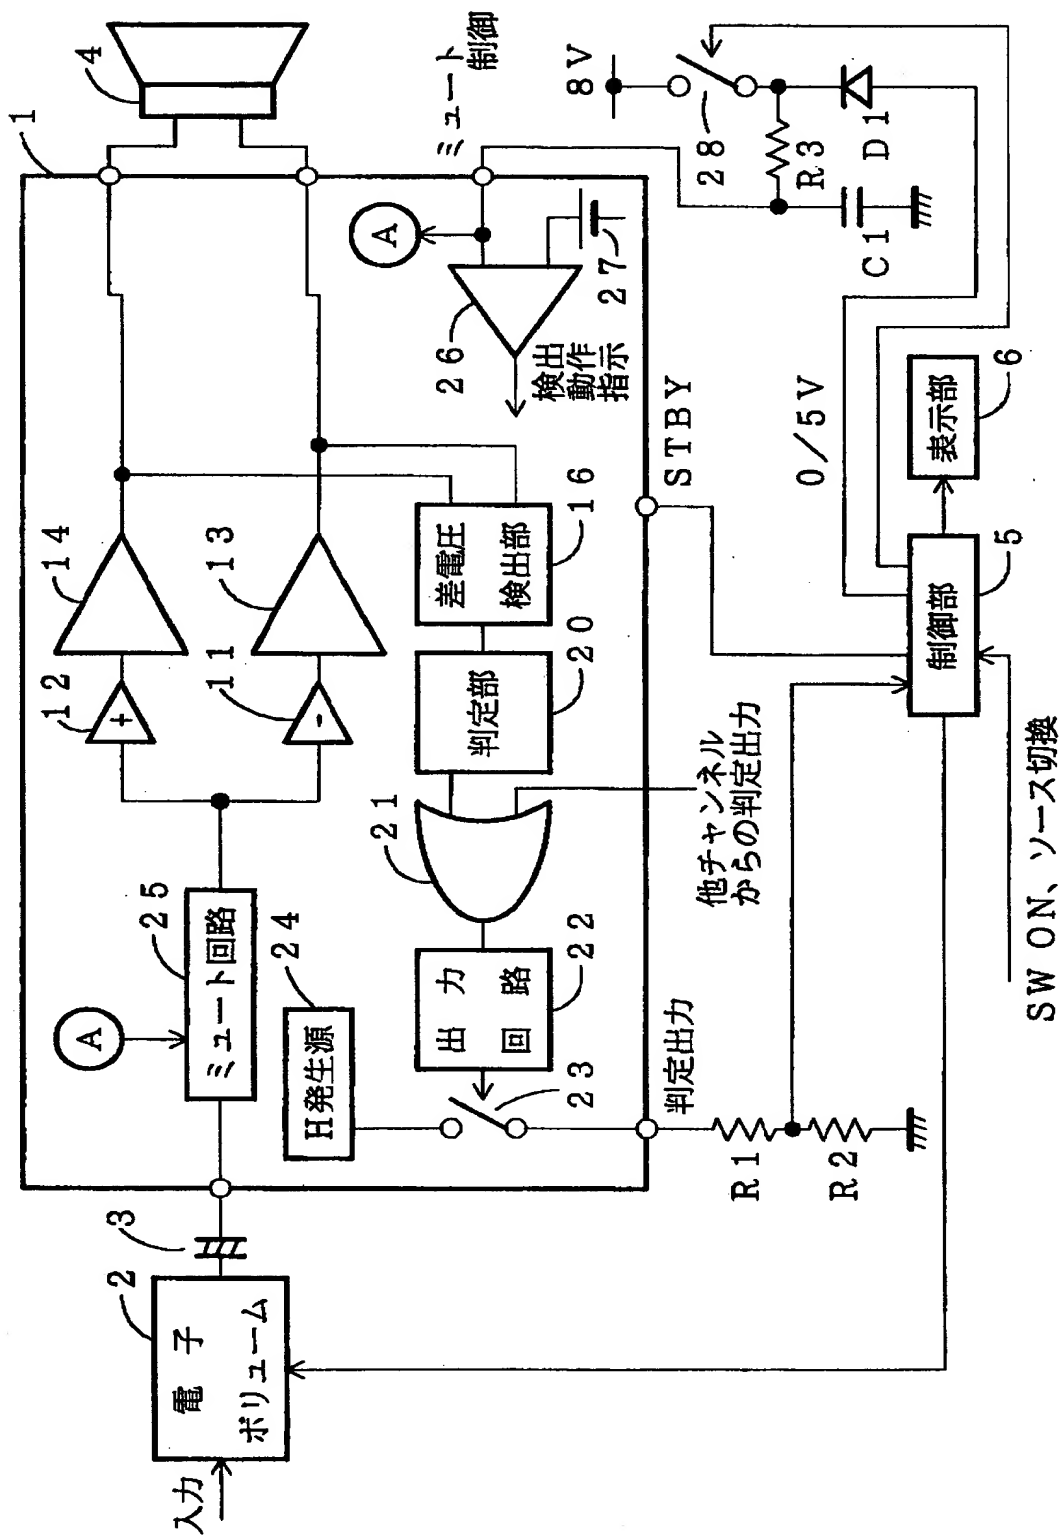 入力
電子
ボリューム
2
3
1
4
A
ミュート回路
25
H発生源
24
12
+
11
-
14
13
差電圧
検出部
16
判定部
20
21
出力
回路
22
23
他チャンネル
からの判定出力
A
26
27
検出
動作
指示
ミュート
制御
8V
28
R3
D1
C1
STBY
0/5V
判定出力
R1
R2
制御部
5
表示部
6
SW ON、ソース切換